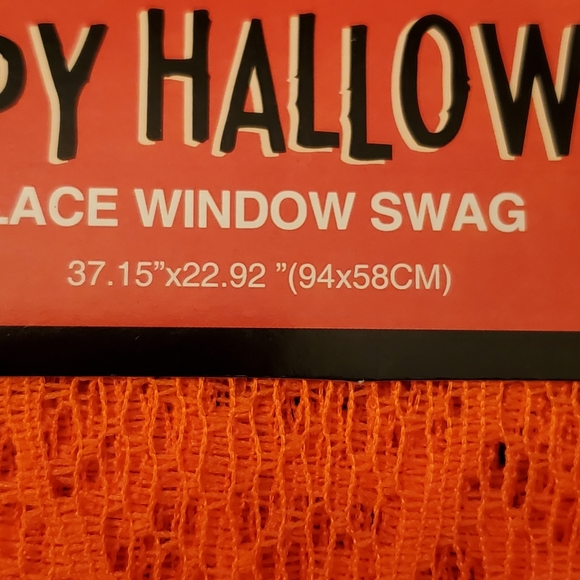 PY HALLOW
LACE WINDOW SWAG
37.15”x22.92 ”(94x58CM)